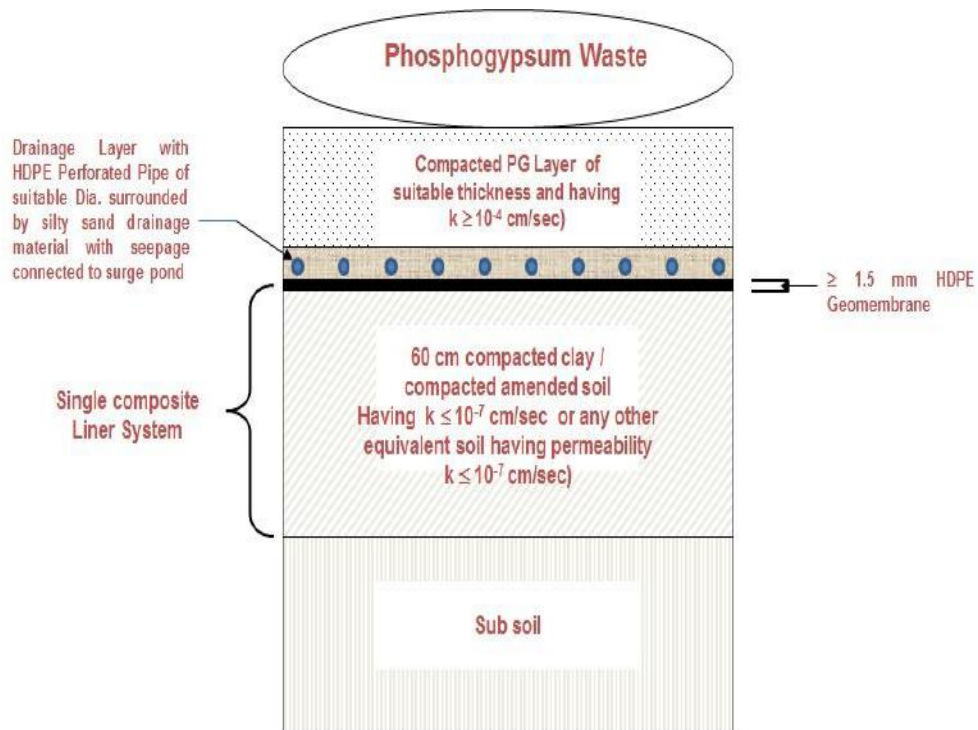 Phosphogypsum Waste
Drainage Layer with
HDPE Perforated Pipe of
suitable Dia. surrounded
by silty sand drainage
material with seepage
connected to surge pond
Compacted PG Layer of
suitable thickness and having
k ≥ 10⁻⁴ cm/sec)
≥ 1.5 mm HDPE
Geomembrane
Single composite
Liner System
60 cm compacted clay /
compacted amended soil
Having k ≤ 10⁻⁷ cm/sec or any other
equivalent soil having permeability
k ≤ 10⁻⁷ cm/sec)
Sub soil